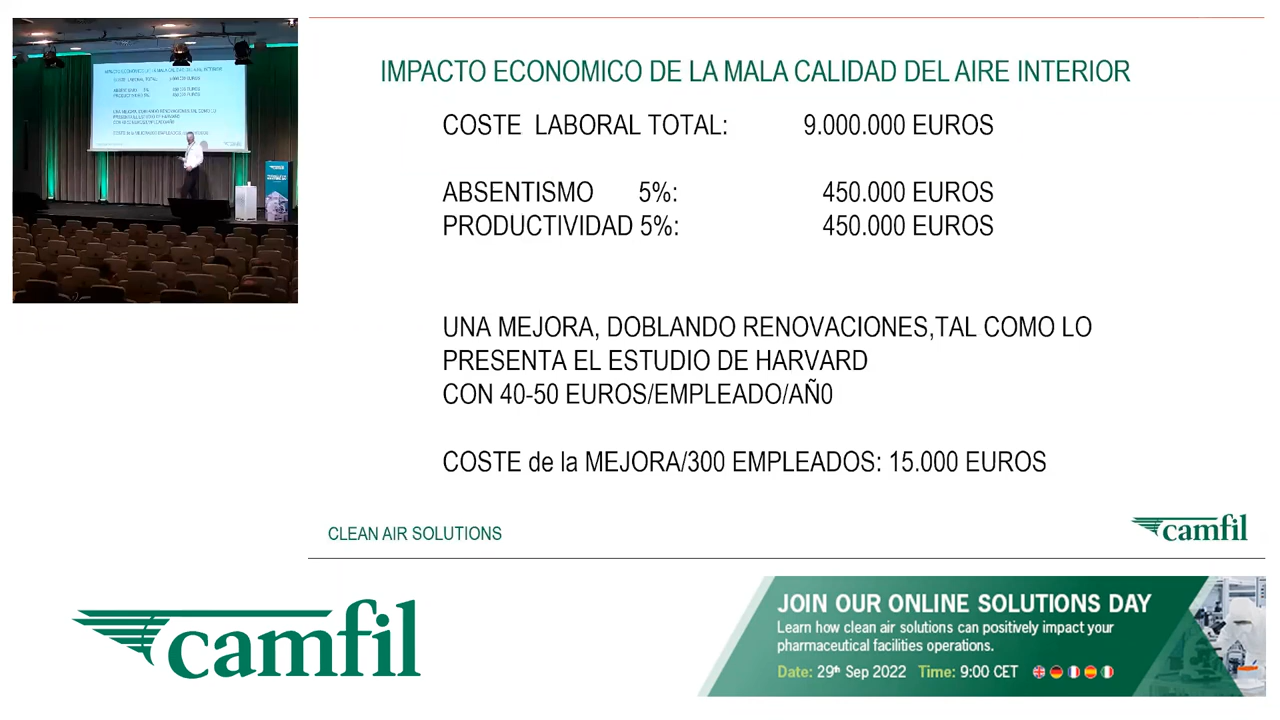 IMPACTO ECONOMICO DE LA MALA CALIDAD DEL AIRE INTERIOR
COSTE LABORAL TOTAL: 9.000.000 EUROS
ABSENTISMO 5%: 450.000 EUROS
PRODUCTIVIDAD 5%: 450.000 EUROS
UNA MEJORA, DOBLANDO RENOVACIONES,TAL COMO LO
PRESENTA EL ESTUDIO DE HARVARD
CON 40-50 EUROS/EMPLEADO/AÑ0
COSTE de la MEJORA/300 EMPLEADOS: 15.000 EUROS
CLEAN AIR SOLUTIONS
camfil
camfil
JOIN OUR ONLINE SOLUTIONS DAY
Learn how clean air solutions can positively impact your
pharmaceutical facilities operations.
Date: 29th Sep 2022 Time: 9:00 CET